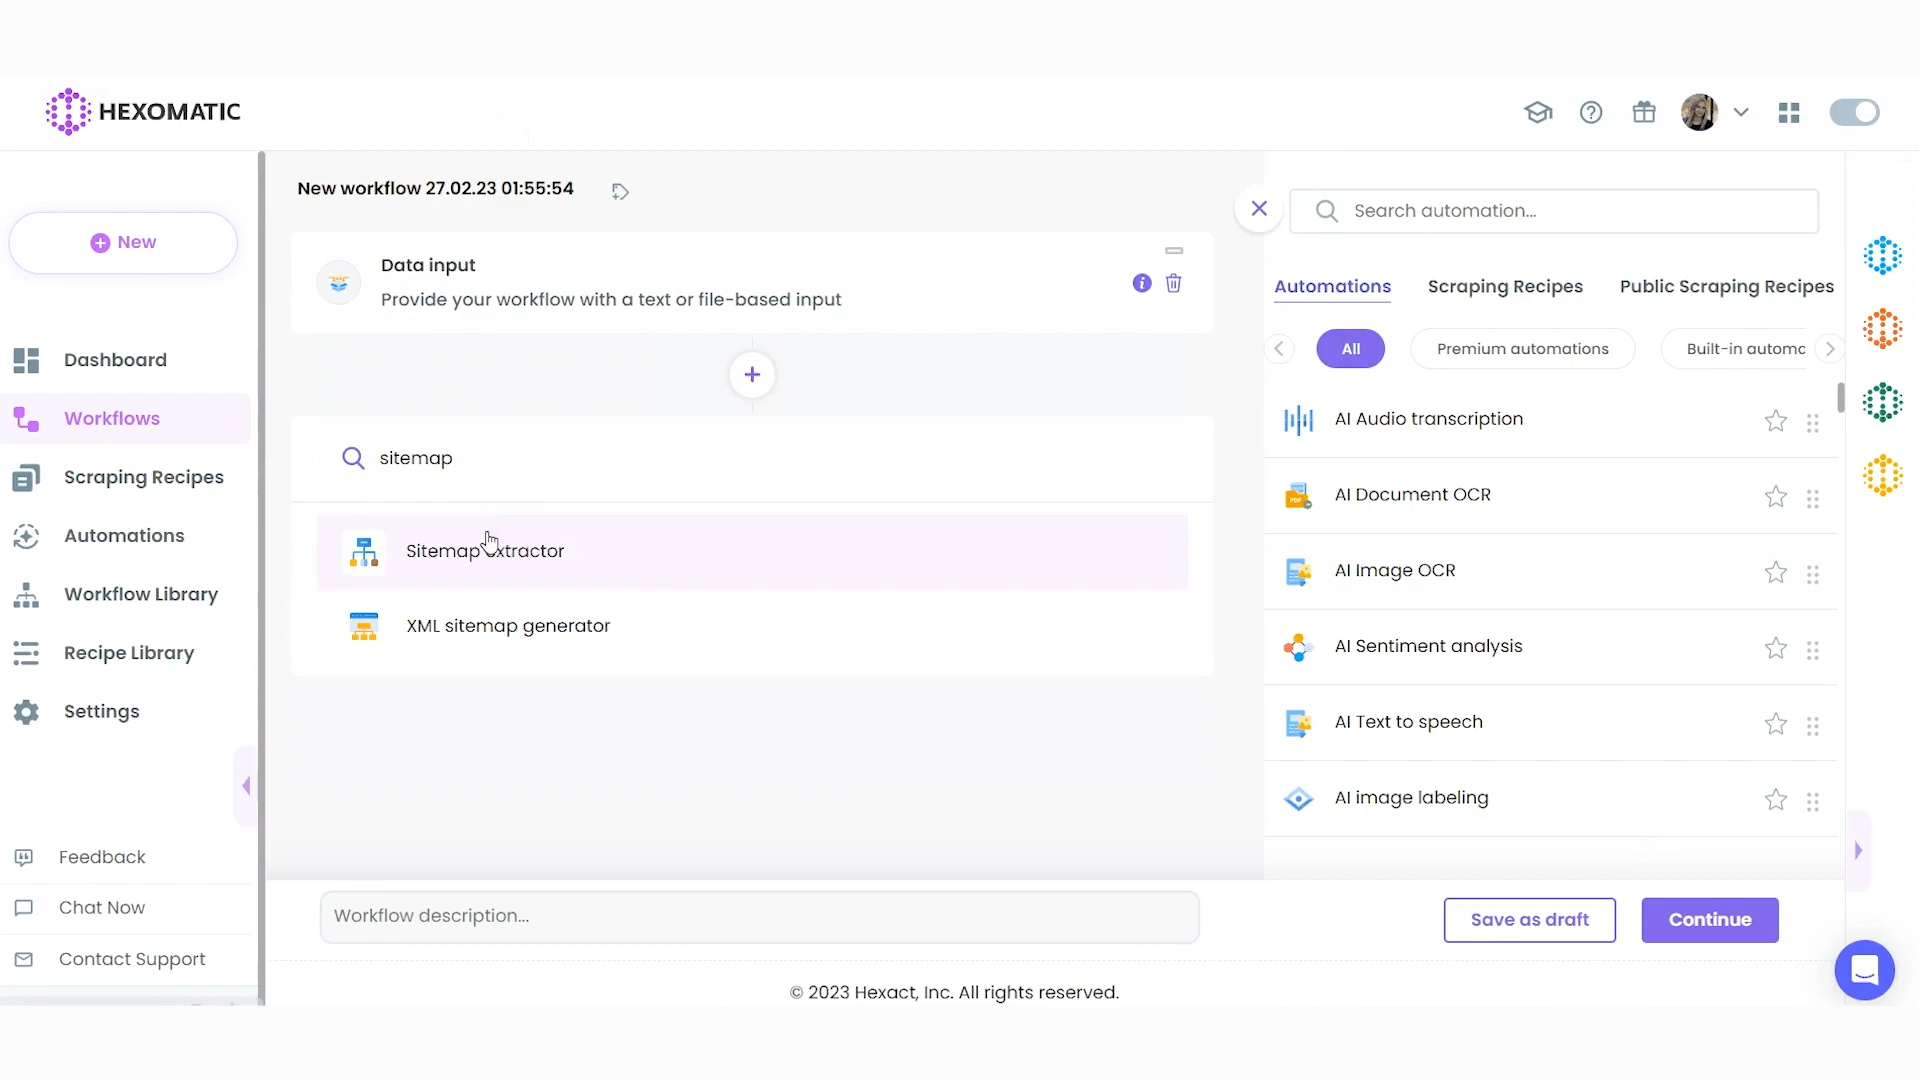 HEXOMATIC
New
Dashboard
Workflows
Scraping Recipes
Automations
Workflow Library
Recipe Library
Settings
Feedback
Chat Now
Contact Support
New workflow 27.02.23 01:55:54
Data input
Provide your workflow with a text or file-based input
sitemap
Sitemap extractor
XML sitemap generator
Workflow description...
Search automation...
Automations Scraping Recipes Public Scraping Recipes
All Premium automations Built-in automa
AI Audio transcription
AI Document OCR
AI Image OCR
AI Sentiment analysis
AI Text to speech
AI image labeling
Save as draft
Continue
© 2023 Hexact, Inc. All rights reserved.